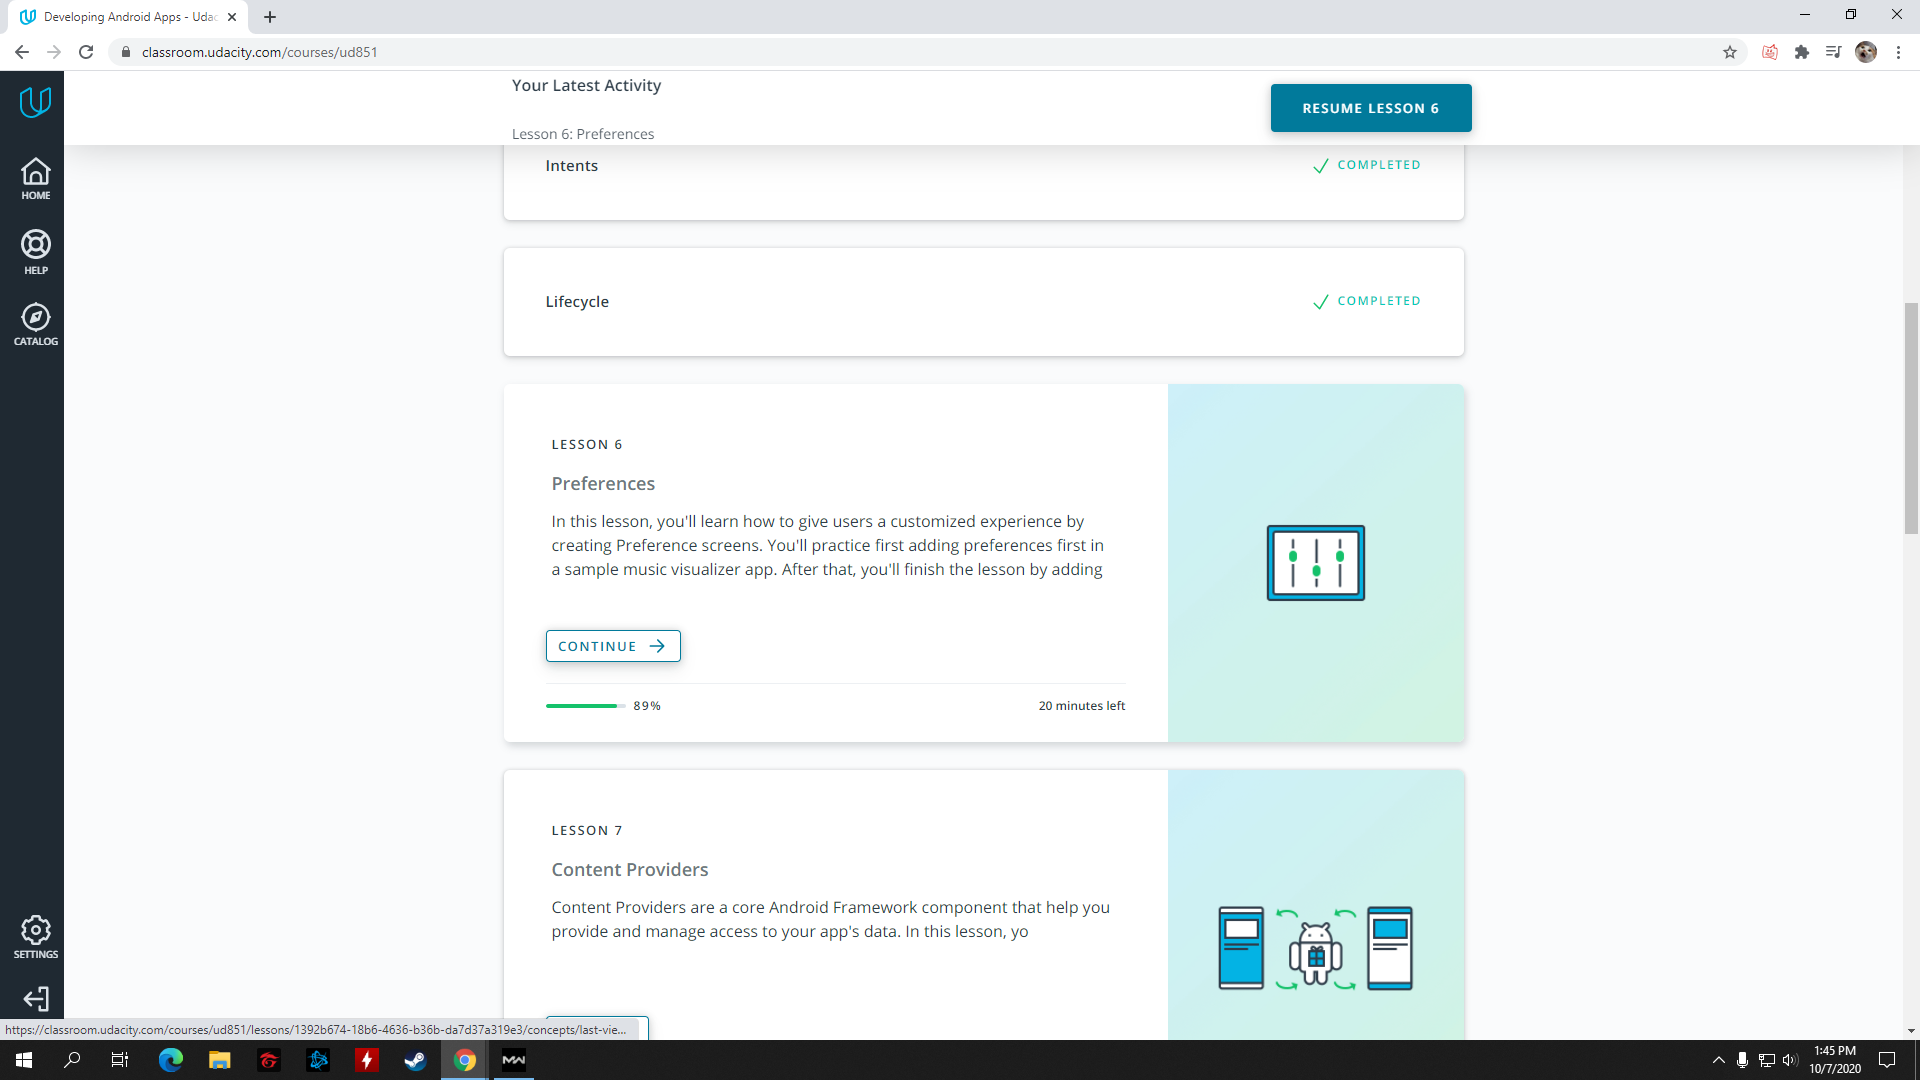 Developing Android Apps - Udac
classroom.udacity.com/courses/ud851
Your Latest Activity
RESUME LESSON 6
Lesson 6: Preferences
HOME
HELP
CATALOG
SETTINGS
Intents
COMPLETED
Lifecycle
COMPLETED
LESSON 6
Preferences
In this lesson, you'll learn how to give users a customized experience by
creating Preference screens. You'll practice first adding preferences first in
a sample music visualizer app. After that, you'll finish the lesson by adding
CONTINUE
89%
20 minutes left
LESSON 7
Content Providers
Content Providers are a core Android Framework component that help you
provide and manage access to your app's data. In this lesson, yo
https://classroom.udacity.com/courses/ud851/lessons/1392b674-18b6-4636-b36b-da7d37a319e3/concepts/last-vie...
MW
1:45 PM
10/7/2020